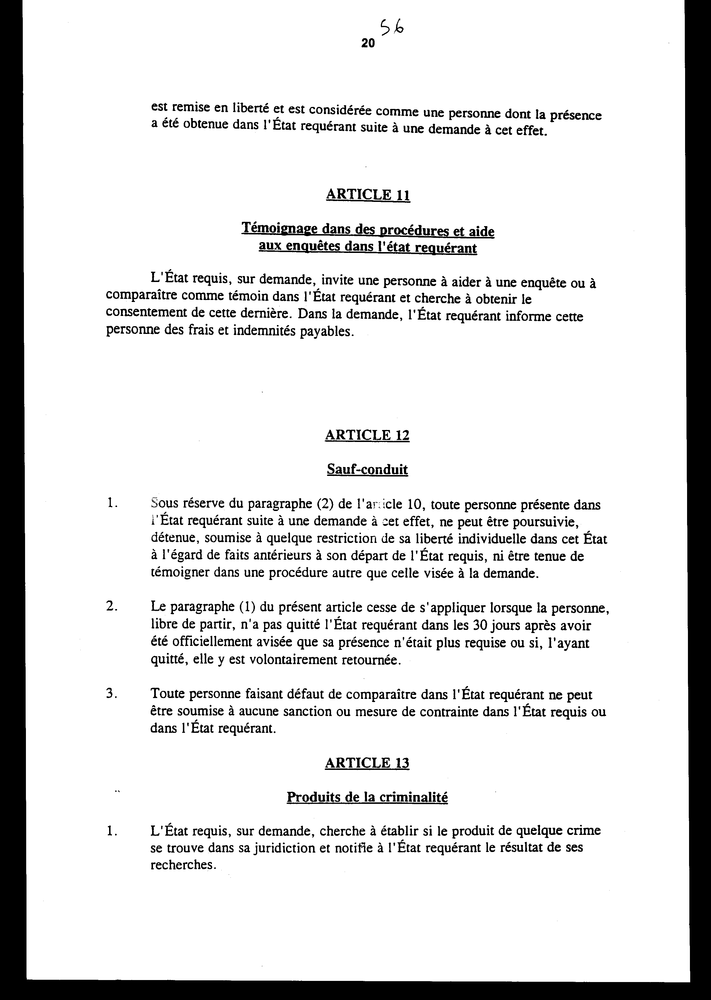 56
20
est remise en liberté et est considérée comme une personne dont la présence
a été obtenue dans l'État requérant suite à une demande à cet effet.
ARTICLE 11
Témoignage dans des procédures et aide
aux enquêtes dans l'état requérant
L'État requis, sur demande, invite une personne à aider à une enquête ou à
comparaître comme témoin dans l'État requérant et cherche à obtenir le
consentement de cette dernière. Dans la demande, l'État requérant informe cette
personne des frais et indemnités payables.
ARTICLE 12
Sauf-conduit
1. Sous réserve du paragraphe (2) de l'article 10, toute personne présente dans
l'État requérant suite à une demande à cet effet, ne peut être poursuivie,
détenue, soumise à quelque restriction de sa liberté individuelle dans cet État
à l'égard de faits antérieurs à son départ de l'État requis, ni être tenue de
témoigner dans une procédure autre que celle visée à la demande.
2. Le paragraphe (1) du présent article cesse de s'appliquer lorsque la personne,
libre de partir, n'a pas quitté l'État requérant dans les 30 jours après avoir
été officiellement avisée que sa présence n'était plus requise ou si, l'ayant
quitté, elle y est volontairement retournée.
3. Toute personne faisant défaut de comparaître dans l'État requérant ne peut
être soumise à aucune sanction ou mesure de contrainte dans l'État requis ou
dans l'État requérant.
ARTICLE 13
Produits de la criminalité
1. L'État requis, sur demande, cherche à établir si le produit de quelque crime
se trouve dans sa juridiction et notifie à l'État requérant le résultat de ses
recherches.